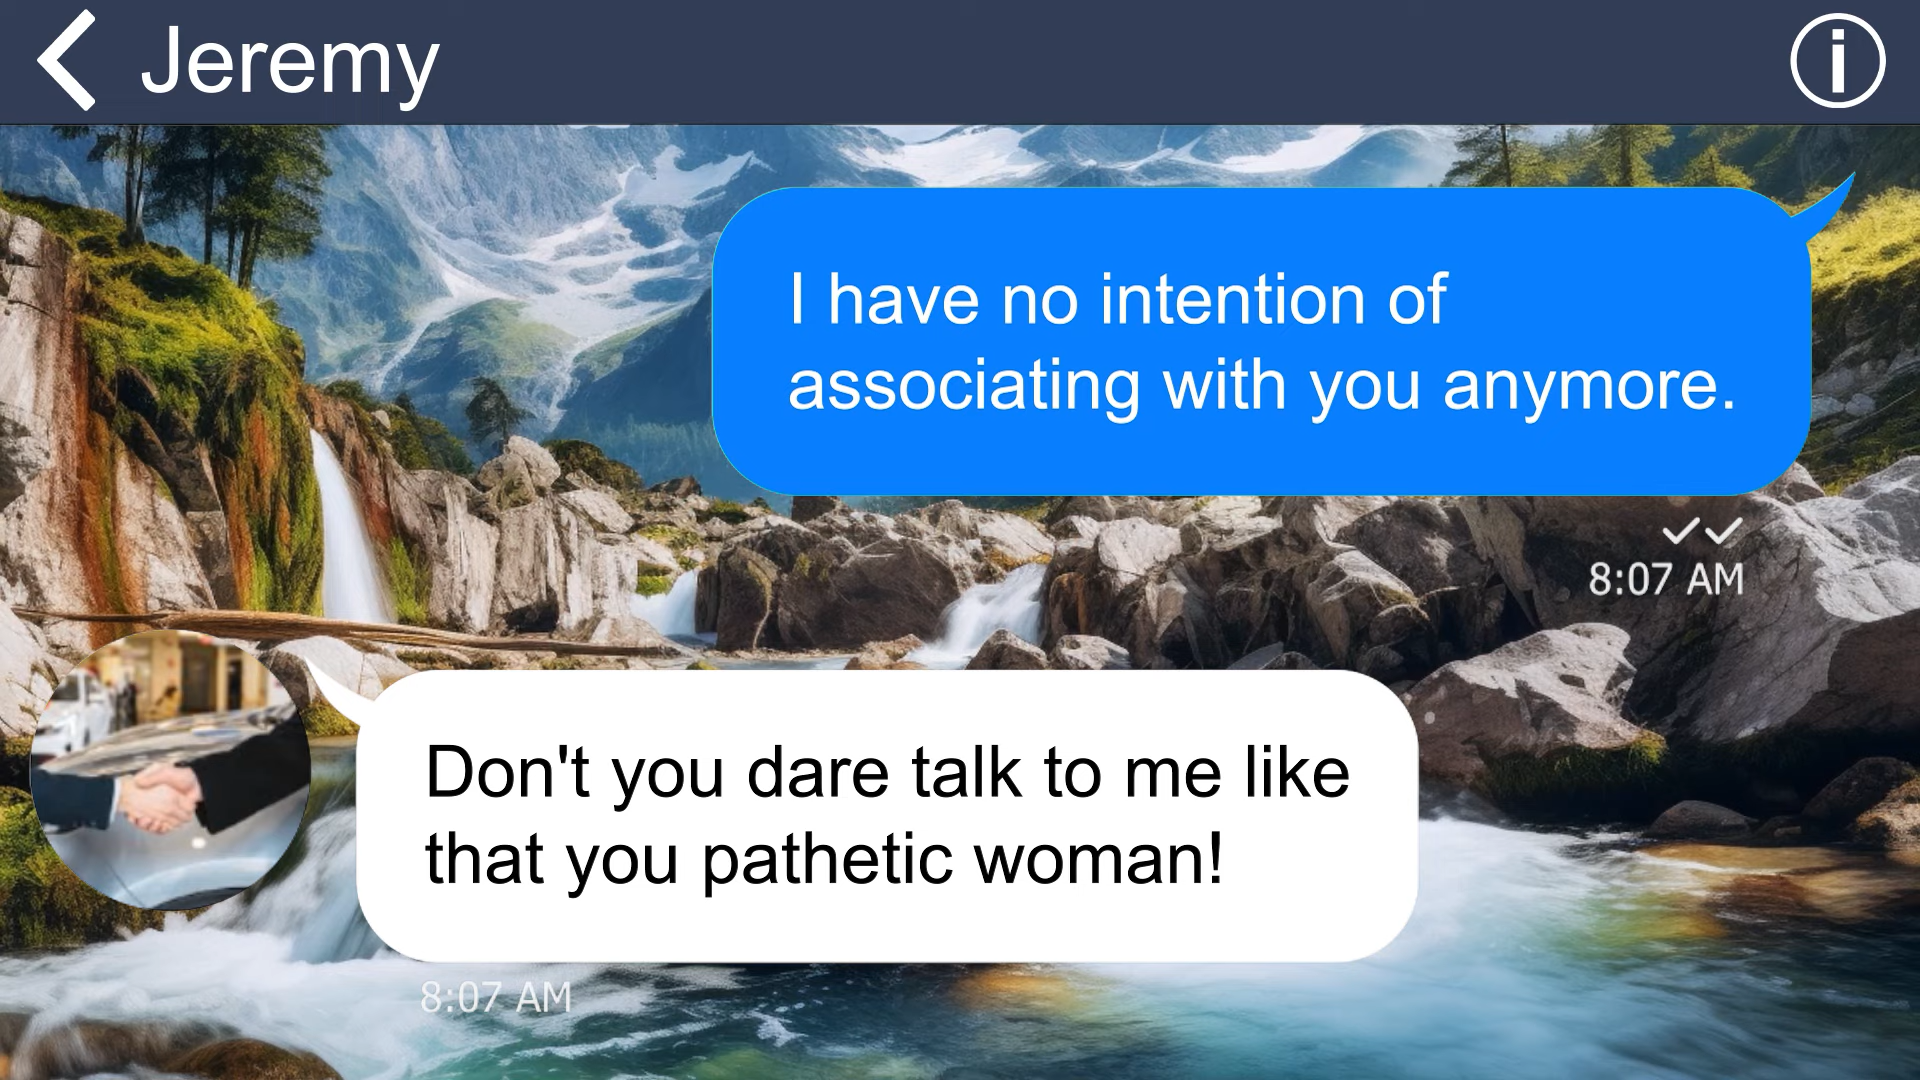 Jeremy
I have no intention of
associating with you anymore.
8:07 AM
Don't you dare talk to me like
that you pathetic woman!
8:07 AM